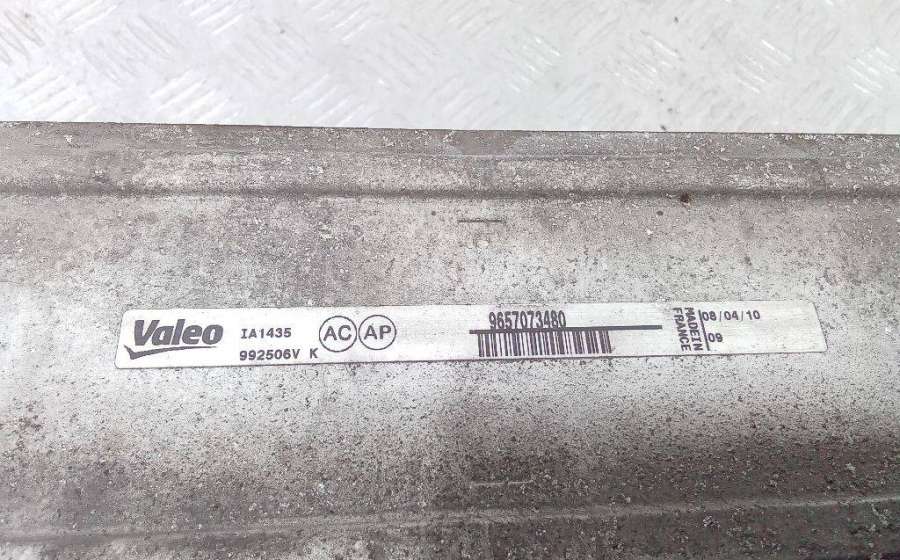 Valeo
IA1435
992506V K
AC AP
9657073480
MADE IN
FRANCE
08/04/10
09